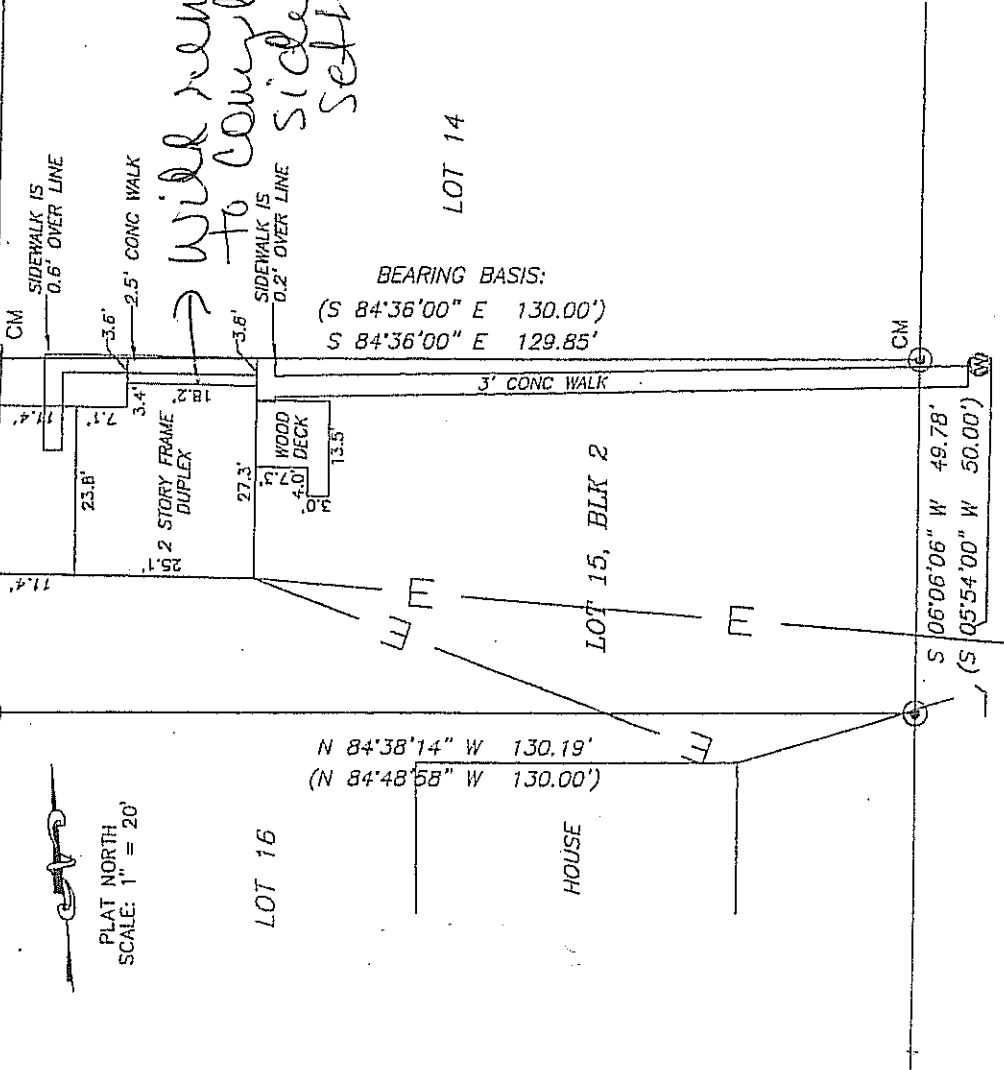 CM
SIDEWALK IS
0.6' OVER LINE
2.5' CONC WALK
3.6'
11.4'
7.1'
3.4'
18.2'
→ Will
to
Side
SIDEWALK IS
0.2' OVER LINE
3.8'
LOT 14
BEARING BASIS:
(S 84°36'00" E 130.00')
S 84°36'00" E 129.85'
CM
3' CONC WALK
W
11.4'
23.8'
2 STORY FRAME
DUPLEX
25.1'
27.3'
WOOD
DECK
7.3'
4.0'
3.0'
13.5'
LOT 15, BLK 2
E
E
E
E
S 06°06'06" W 49.78'
(S 05°54'00" W 50.00')
N 84°38'14" W 130.19'
(N 84°48'58" W 130.00')
PLAT NORTH
SCALE: 1" = 20'
LOT 16
HOUSE